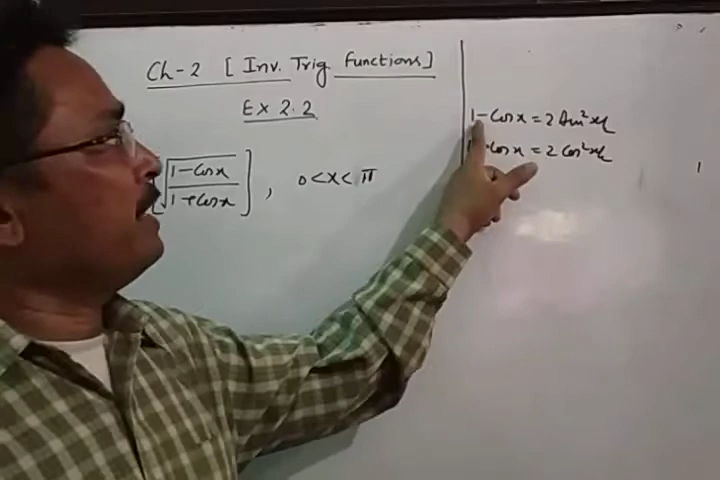 Ch-2 [ Inv. Trig Functions ]
Ex 2.2
[√(1-Cosx / 1+Cosx)] , 0<x<π
1-Cosx = 2 Sin²x/2
Cosx = 2 Cos²x/2
1